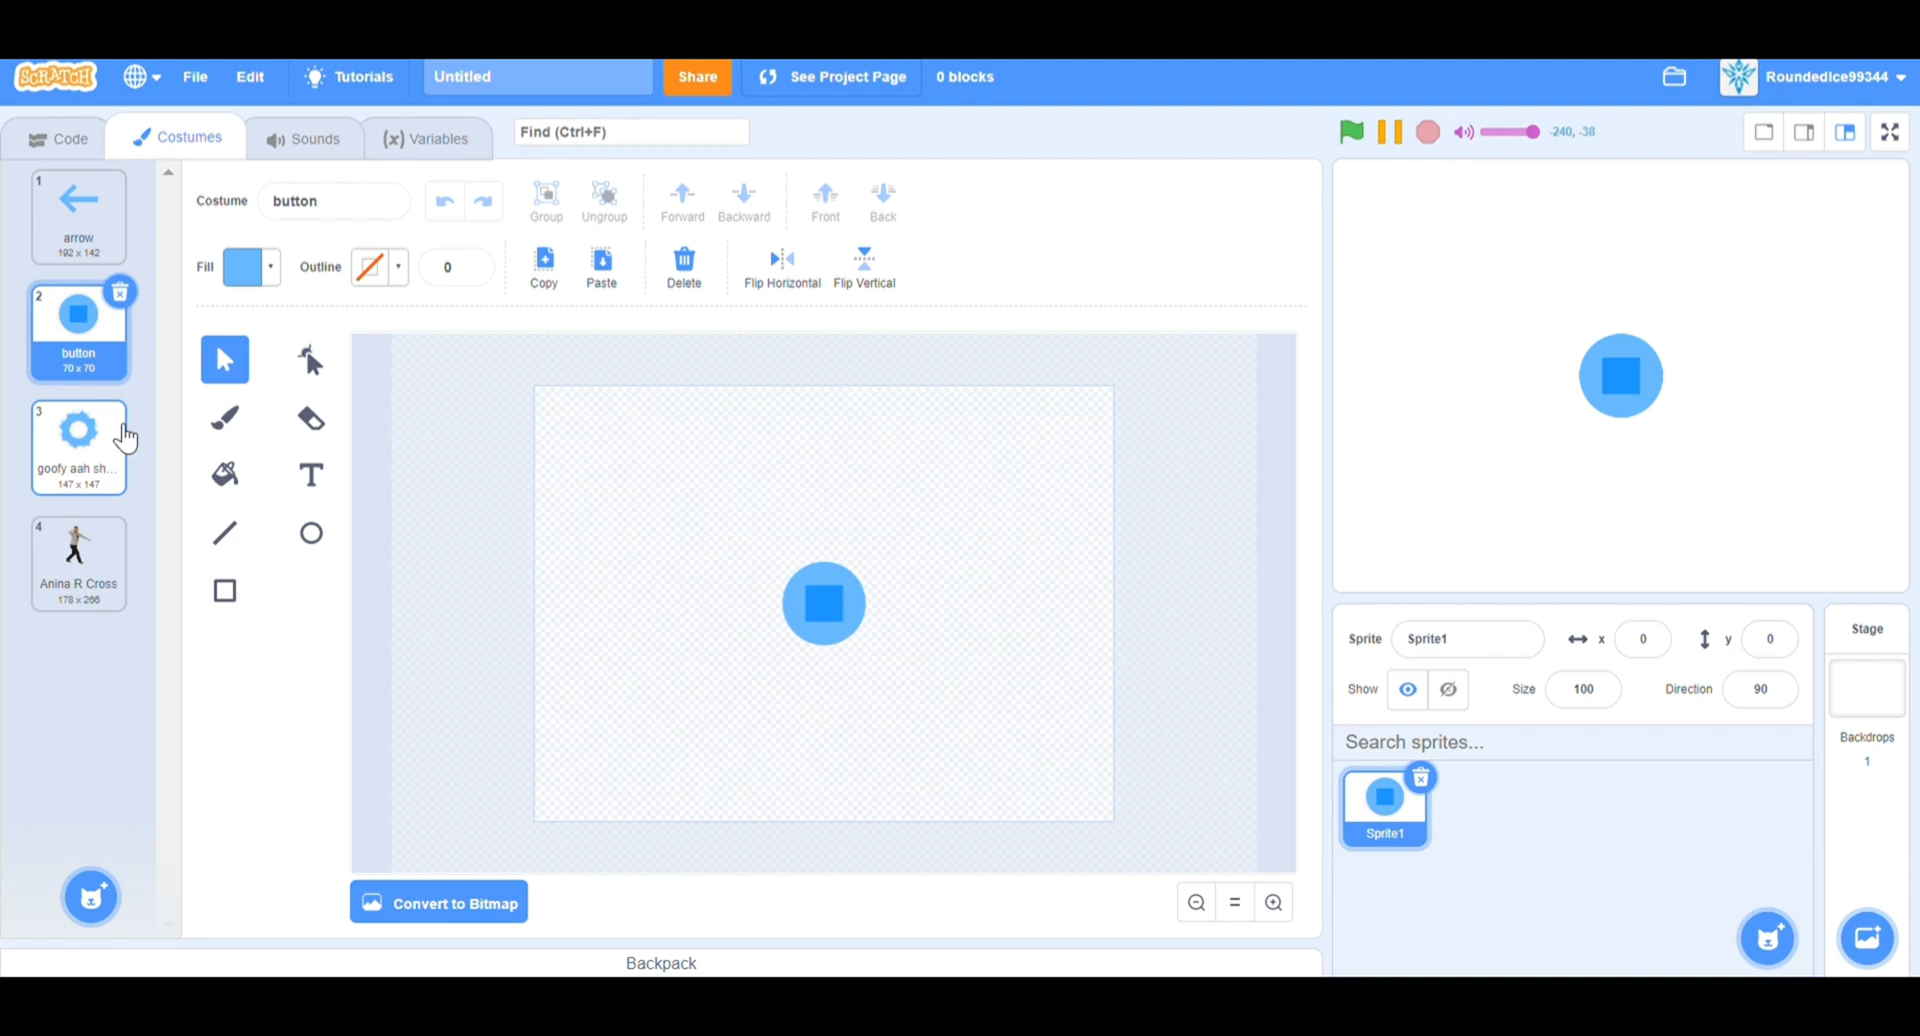 SCRATCH File Edit Tutorials Untitled Share See Project Page 0 blocks RoundedIce99344
Code Costumes Sounds (x) Variables Find (Ctrl+F) -240, -38
1
arrow
192 x 142
2
button
70 x 70
3
goofy aah sh...
147 x 147
4
Anina R Cross
178 x 266
Costume button Group Ungroup Forward Backward Front Back
Fill Outline 0 Copy Paste Delete Flip Horizontal Flip Vertical
T
Convert to Bitmap =
Backpack
Sprite Sprite1 x 0 y 0
Show Size 100 Direction 90
Search sprites...
Sprite1
Stage
Backdrops
1